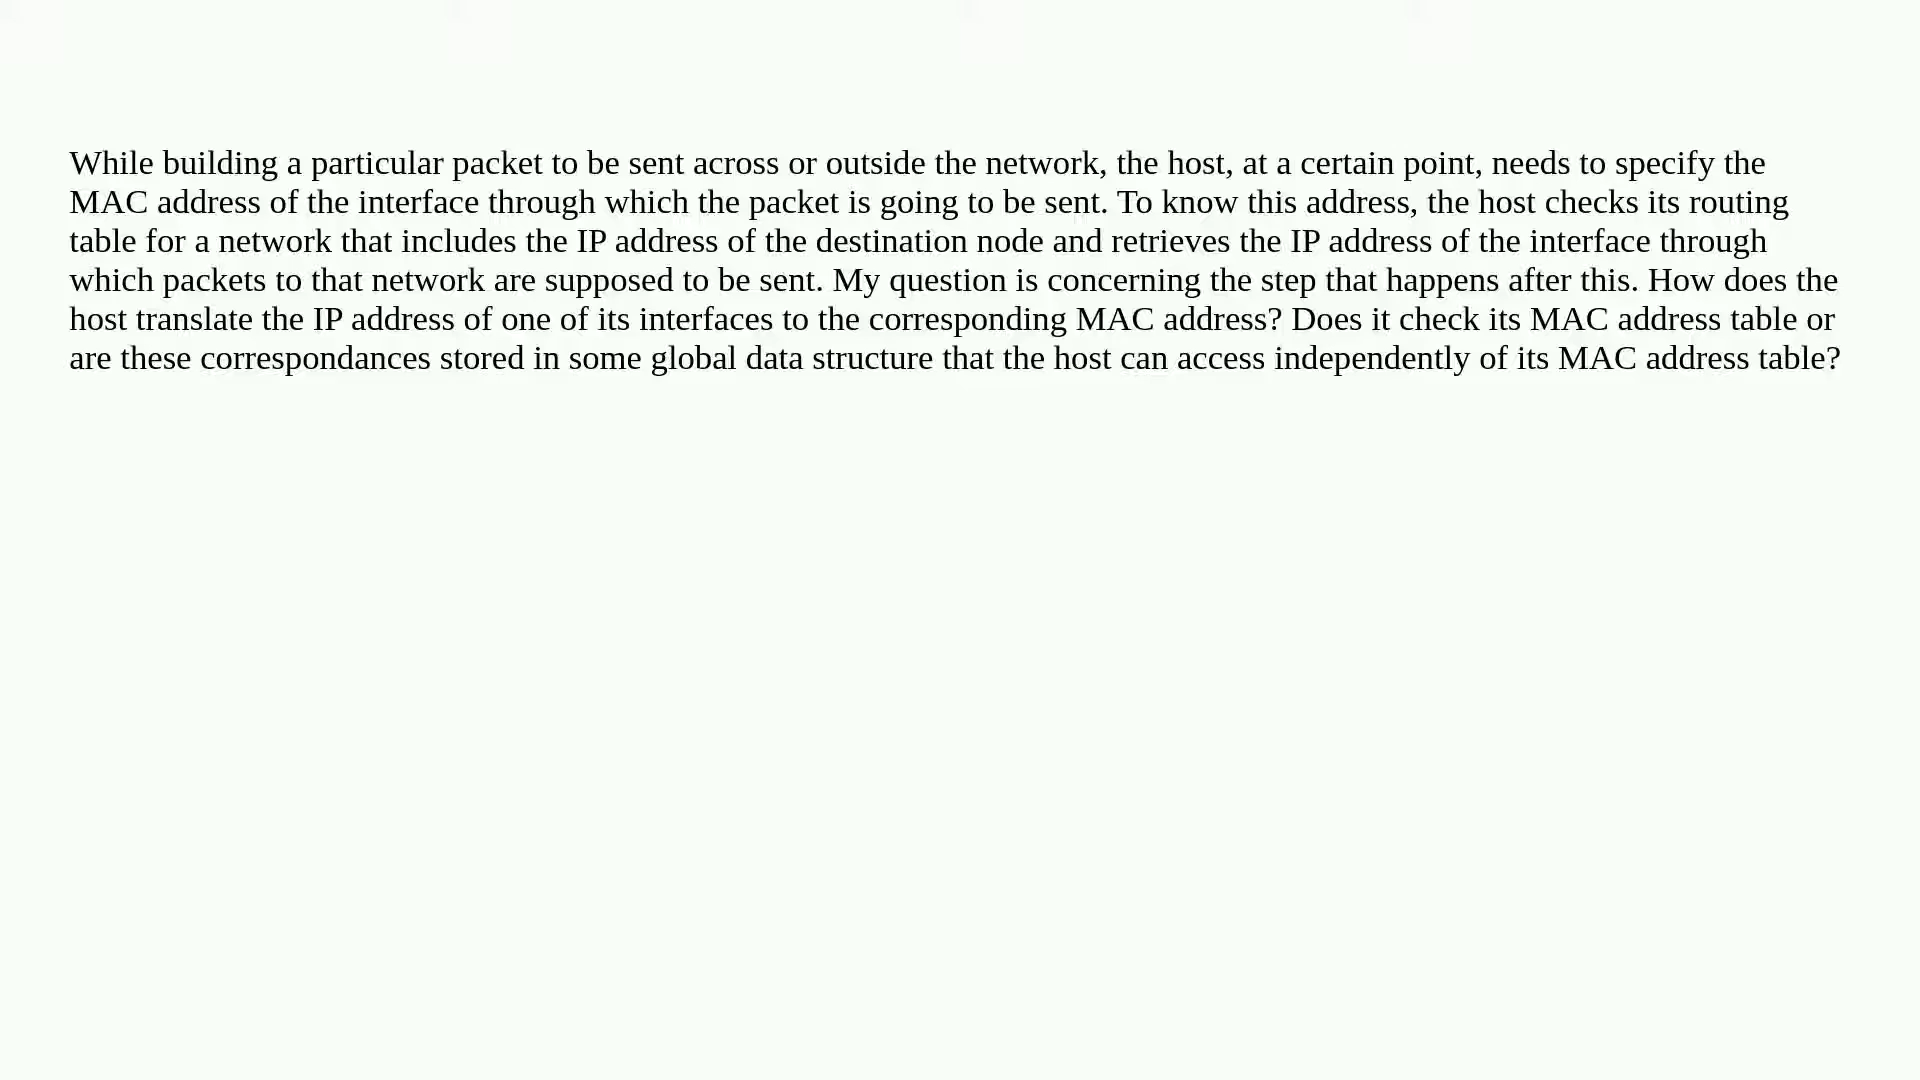 While building a particular packet to be sent across or outside the network, the host, at a certain point, needs to specify the
MAC address of the interface through which the packet is going to be sent. To know this address, the host checks its routing
table for a network that includes the IP address of the destination node and retrieves the IP address of the interface through
which packets to that network are supposed to be sent. My question is concerning the step that happens after this. How does the
host translate the IP address of one of its interfaces to the corresponding MAC address? Does it check its MAC address table or
are these correspondances stored in some global data structure that the host can access independently of its MAC address table?